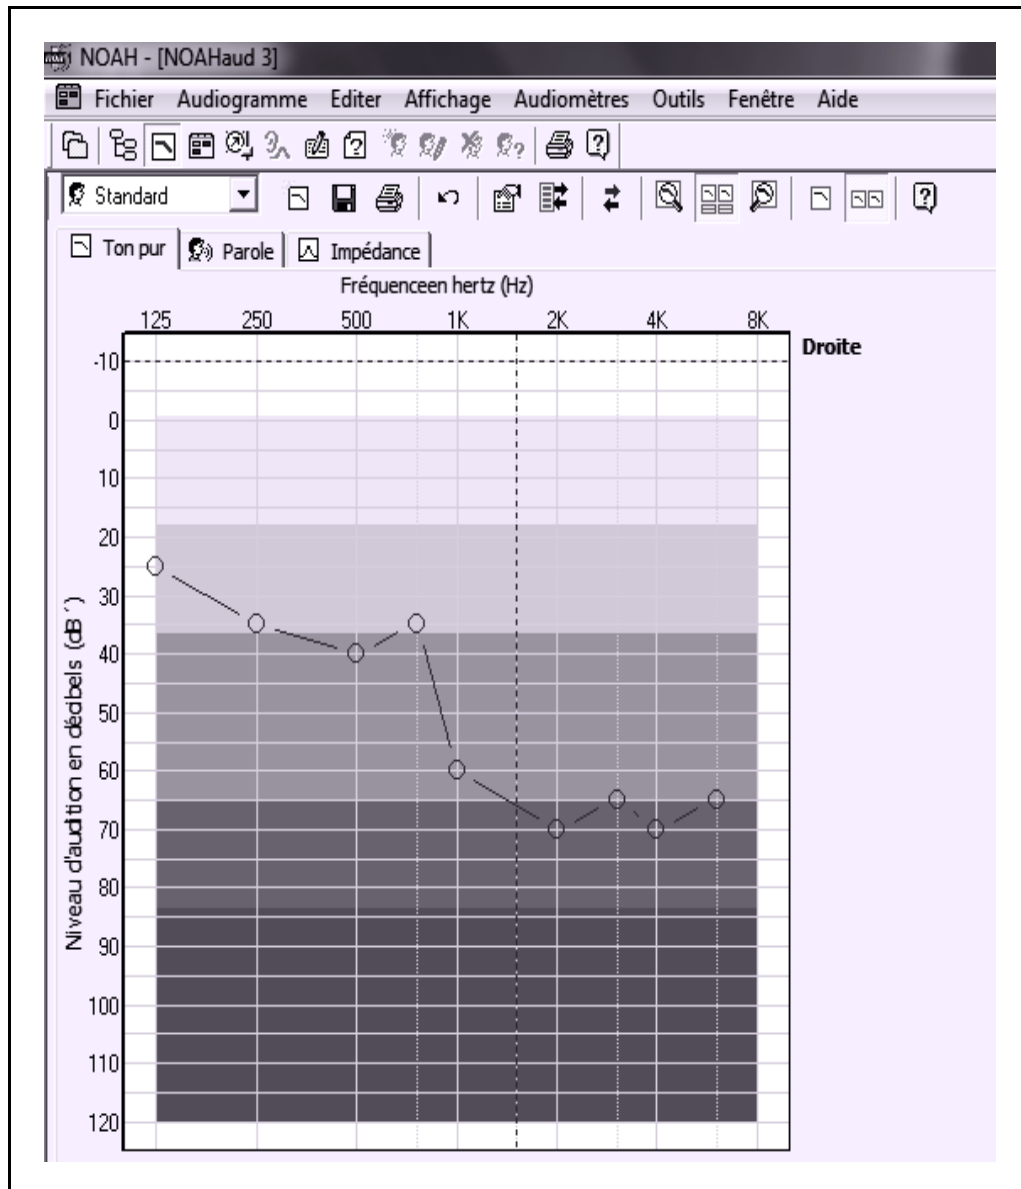 NOAH - [NOAHaud 3]
Fichier Audiogramme Editer Affichage Audiomètres Outils Fenêtre Aide
Standard
Ton pur Parole Impédance
Fréquenceen hertz (Hz)
125 250 500 1K 2K 4K 8K
Droite
-10
0
10
20
30
40
50
60
70
80
90
100
110
120
Niveau d'audition en décibels (dB´)